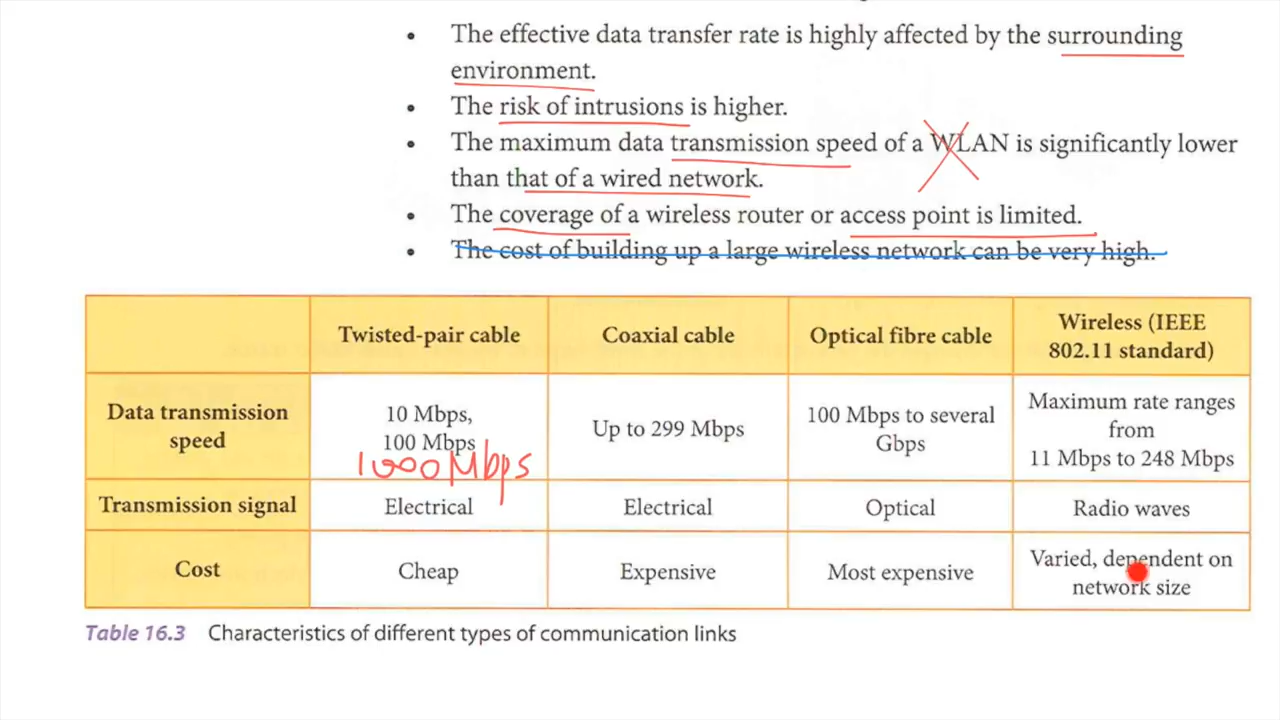 • The effective data transfer rate is highly affected by the surrounding
environment.
• The risk of intrusions is higher.
• The maximum data transmission speed of a WLAN is significantly lower
than that of a wired network.
• The coverage of a wireless router or access point is limited.
• The cost of building up a large wireless network can be very high.
Twisted-pair cable Coaxial cable Optical fibre cable Wireless (IEEE
802.11 standard)
Data transmission
speed
10 Mbps,
100 Mbps
1000 Mbps
Up to 299 Mbps
100 Mbps to several
Gbps
Maximum rate ranges
from
11 Mbps to 248 Mbps
Transmission signal Electrical Electrical Optical Radio waves
Cost Cheap Expensive Most expensive Varied, dependent on
network size
Table 16.3 Characteristics of different types of communication links